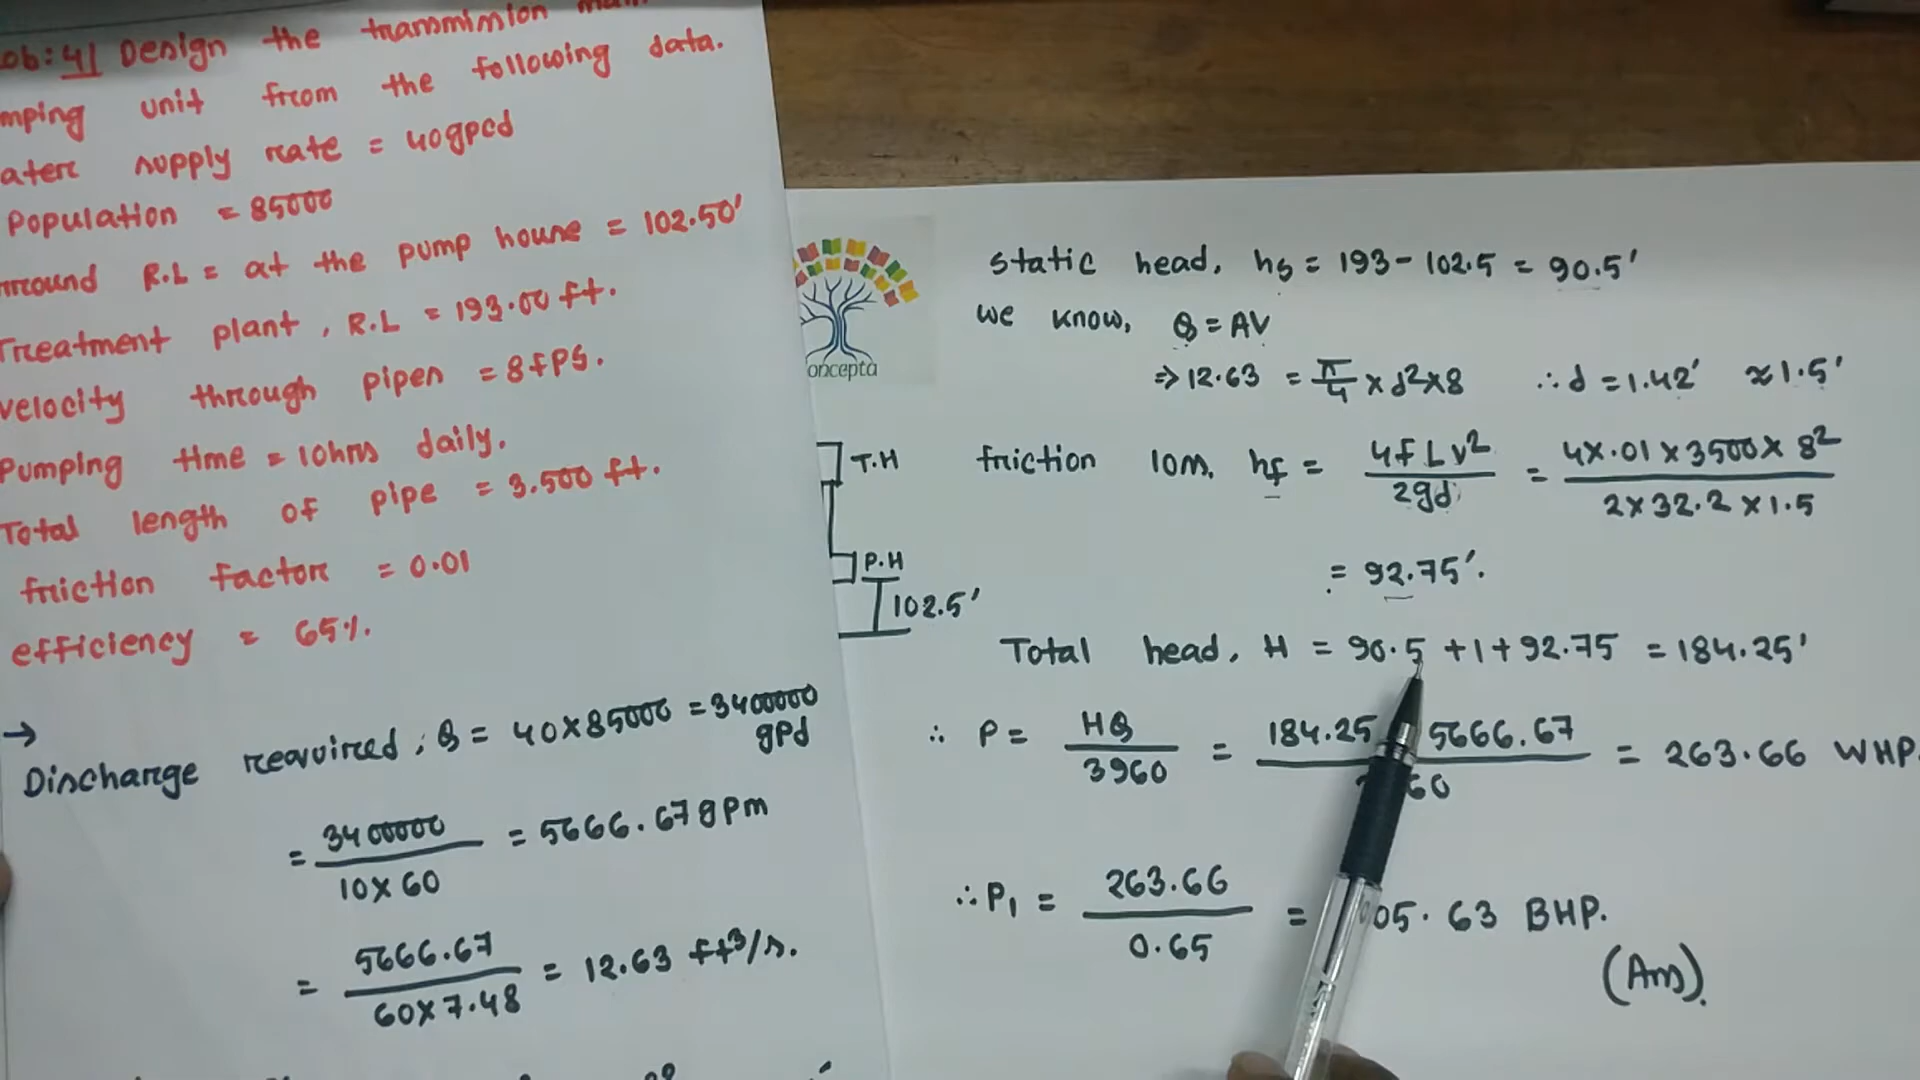 ob: 41 Design the transmission
mping unit from the following data.
ater supply rate = 40gpcd
Population = 85000
round R.L = at the pump house = 102.50'
Treatment plant, R.L = 193.00 ft.
velocity through pipes = 8fps.
Pumping time = 10hrs daily.
Total length of pipe = 3.500 ft.
friction factor = 0.01
efficiency = 65%.
→
Discharge required, Q = 40×85000 = 3400000 gpd
= 3400000 / 10×60 = 5666.67 gpm
= 5666.67 / 60×7.48 = 12.63 ft³/s.
oncepta
T.H
P.H
102.5'
static head, hs = 193 - 102.5 = 90.5'
we know, Q = AV
⇒ 12.63 = π/4 × d² × 8 ∴ d = 1.42' ≈ 1.5'
friction loss, hf = 4fLv² / 2gd = 4×.01×3500×8² / 2×32.2×1.5
= 92.75'.
Total head, H = 90.5 + 1 + 92.75 = 184.25'
∴ P = HQ / 3960 = 184.25 5666.67 / 60 = 263.66 WHP.
∴ P₁ = 263.66 / 0.65 = 05.63 BHP.
(Ans).